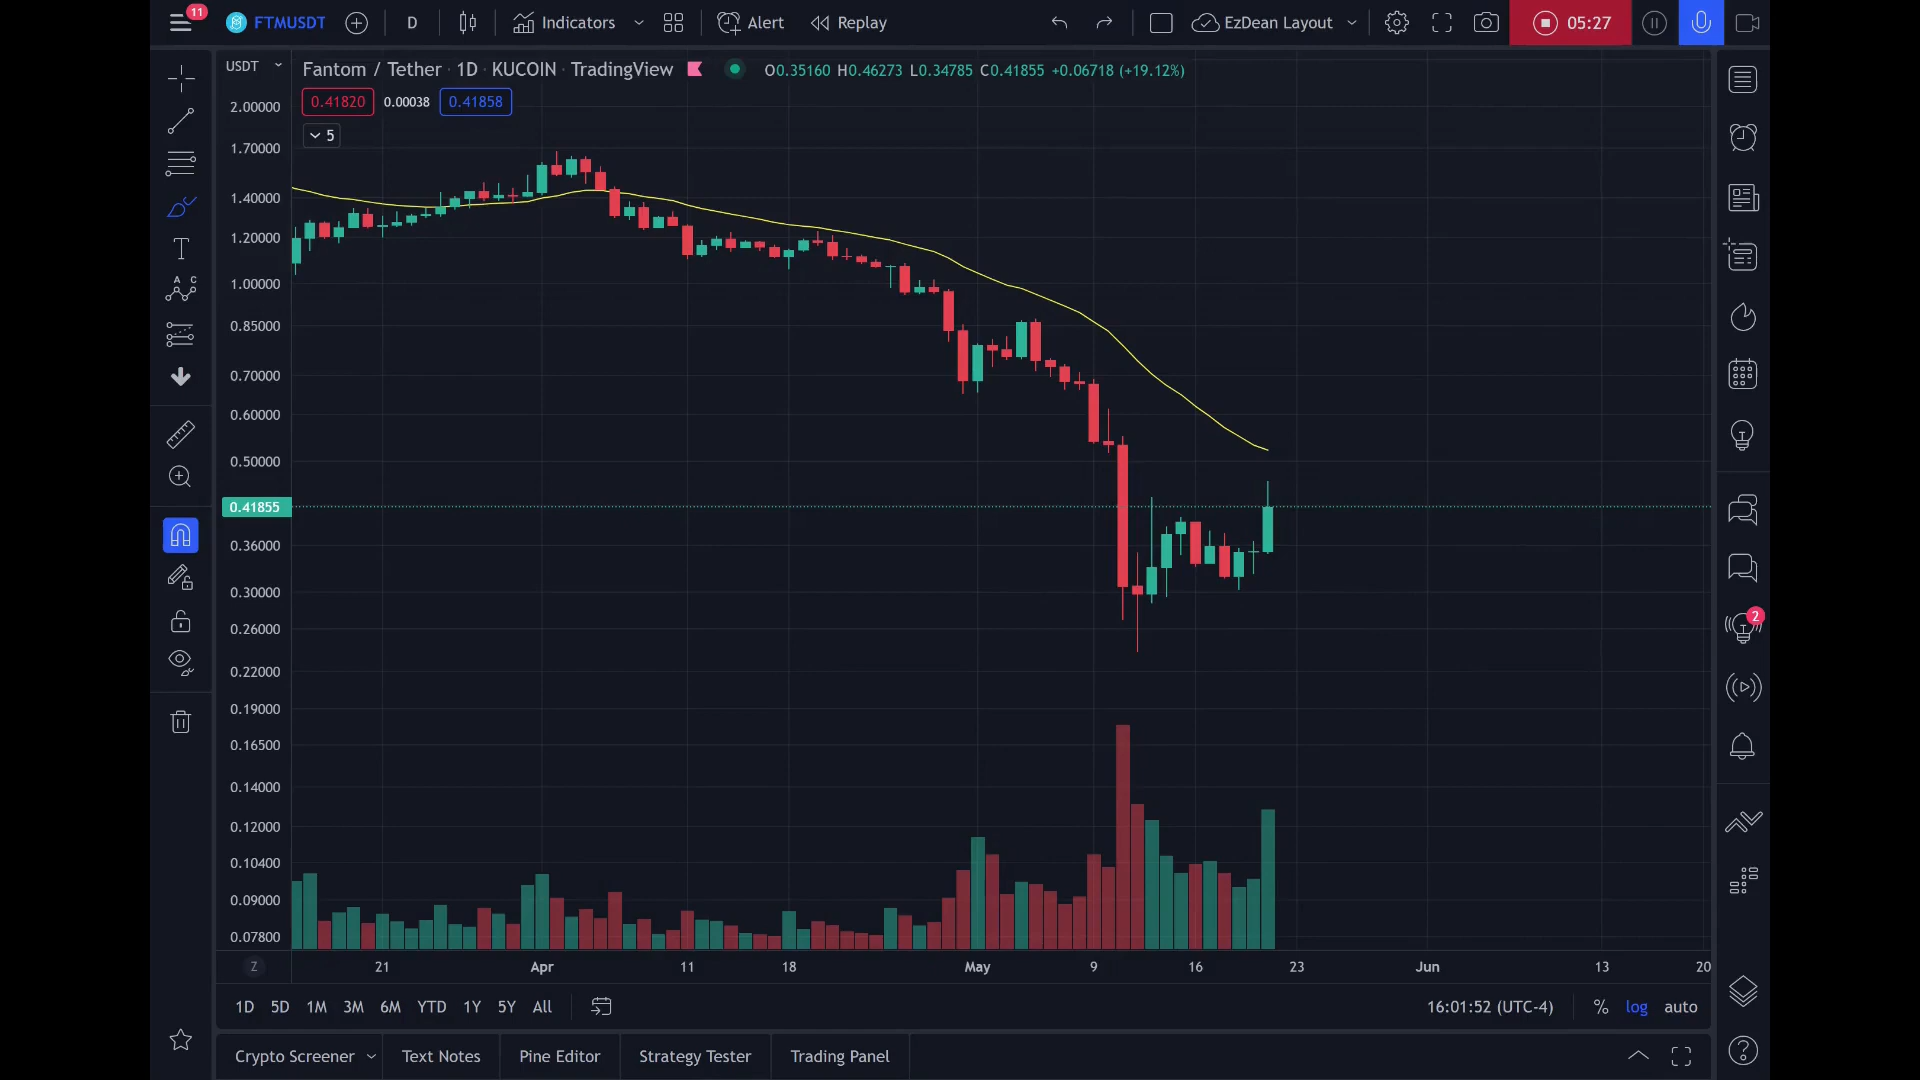 11 FTMUSDT D Indicators Alert Replay EzDean Layout 05:27
USDT Fantom / Tether · 1D · KUCOIN · TradingView O0.35160 H0.46273 L0.34785 C0.41855 +0.06718 (+19.12%)
0.41820 0.00038 0.41858
5
2.00000
1.70000
1.40000
1.20000
1.00000
0.85000
0.70000
0.60000
0.50000
0.41855
0.36000
0.30000
0.26000
0.22000
0.19000
0.16500
0.14000
0.12000
0.10400
0.09000
0.07800
T
A C
2
Z 21 Apr 11 18 May 9 16 23 Jun 13 20
1D 5D 1M 3M 6M YTD 1Y 5Y All 16:01:52 (UTC-4) % log auto
Crypto Screener Text Notes Pine Editor Strategy Tester Trading Panel